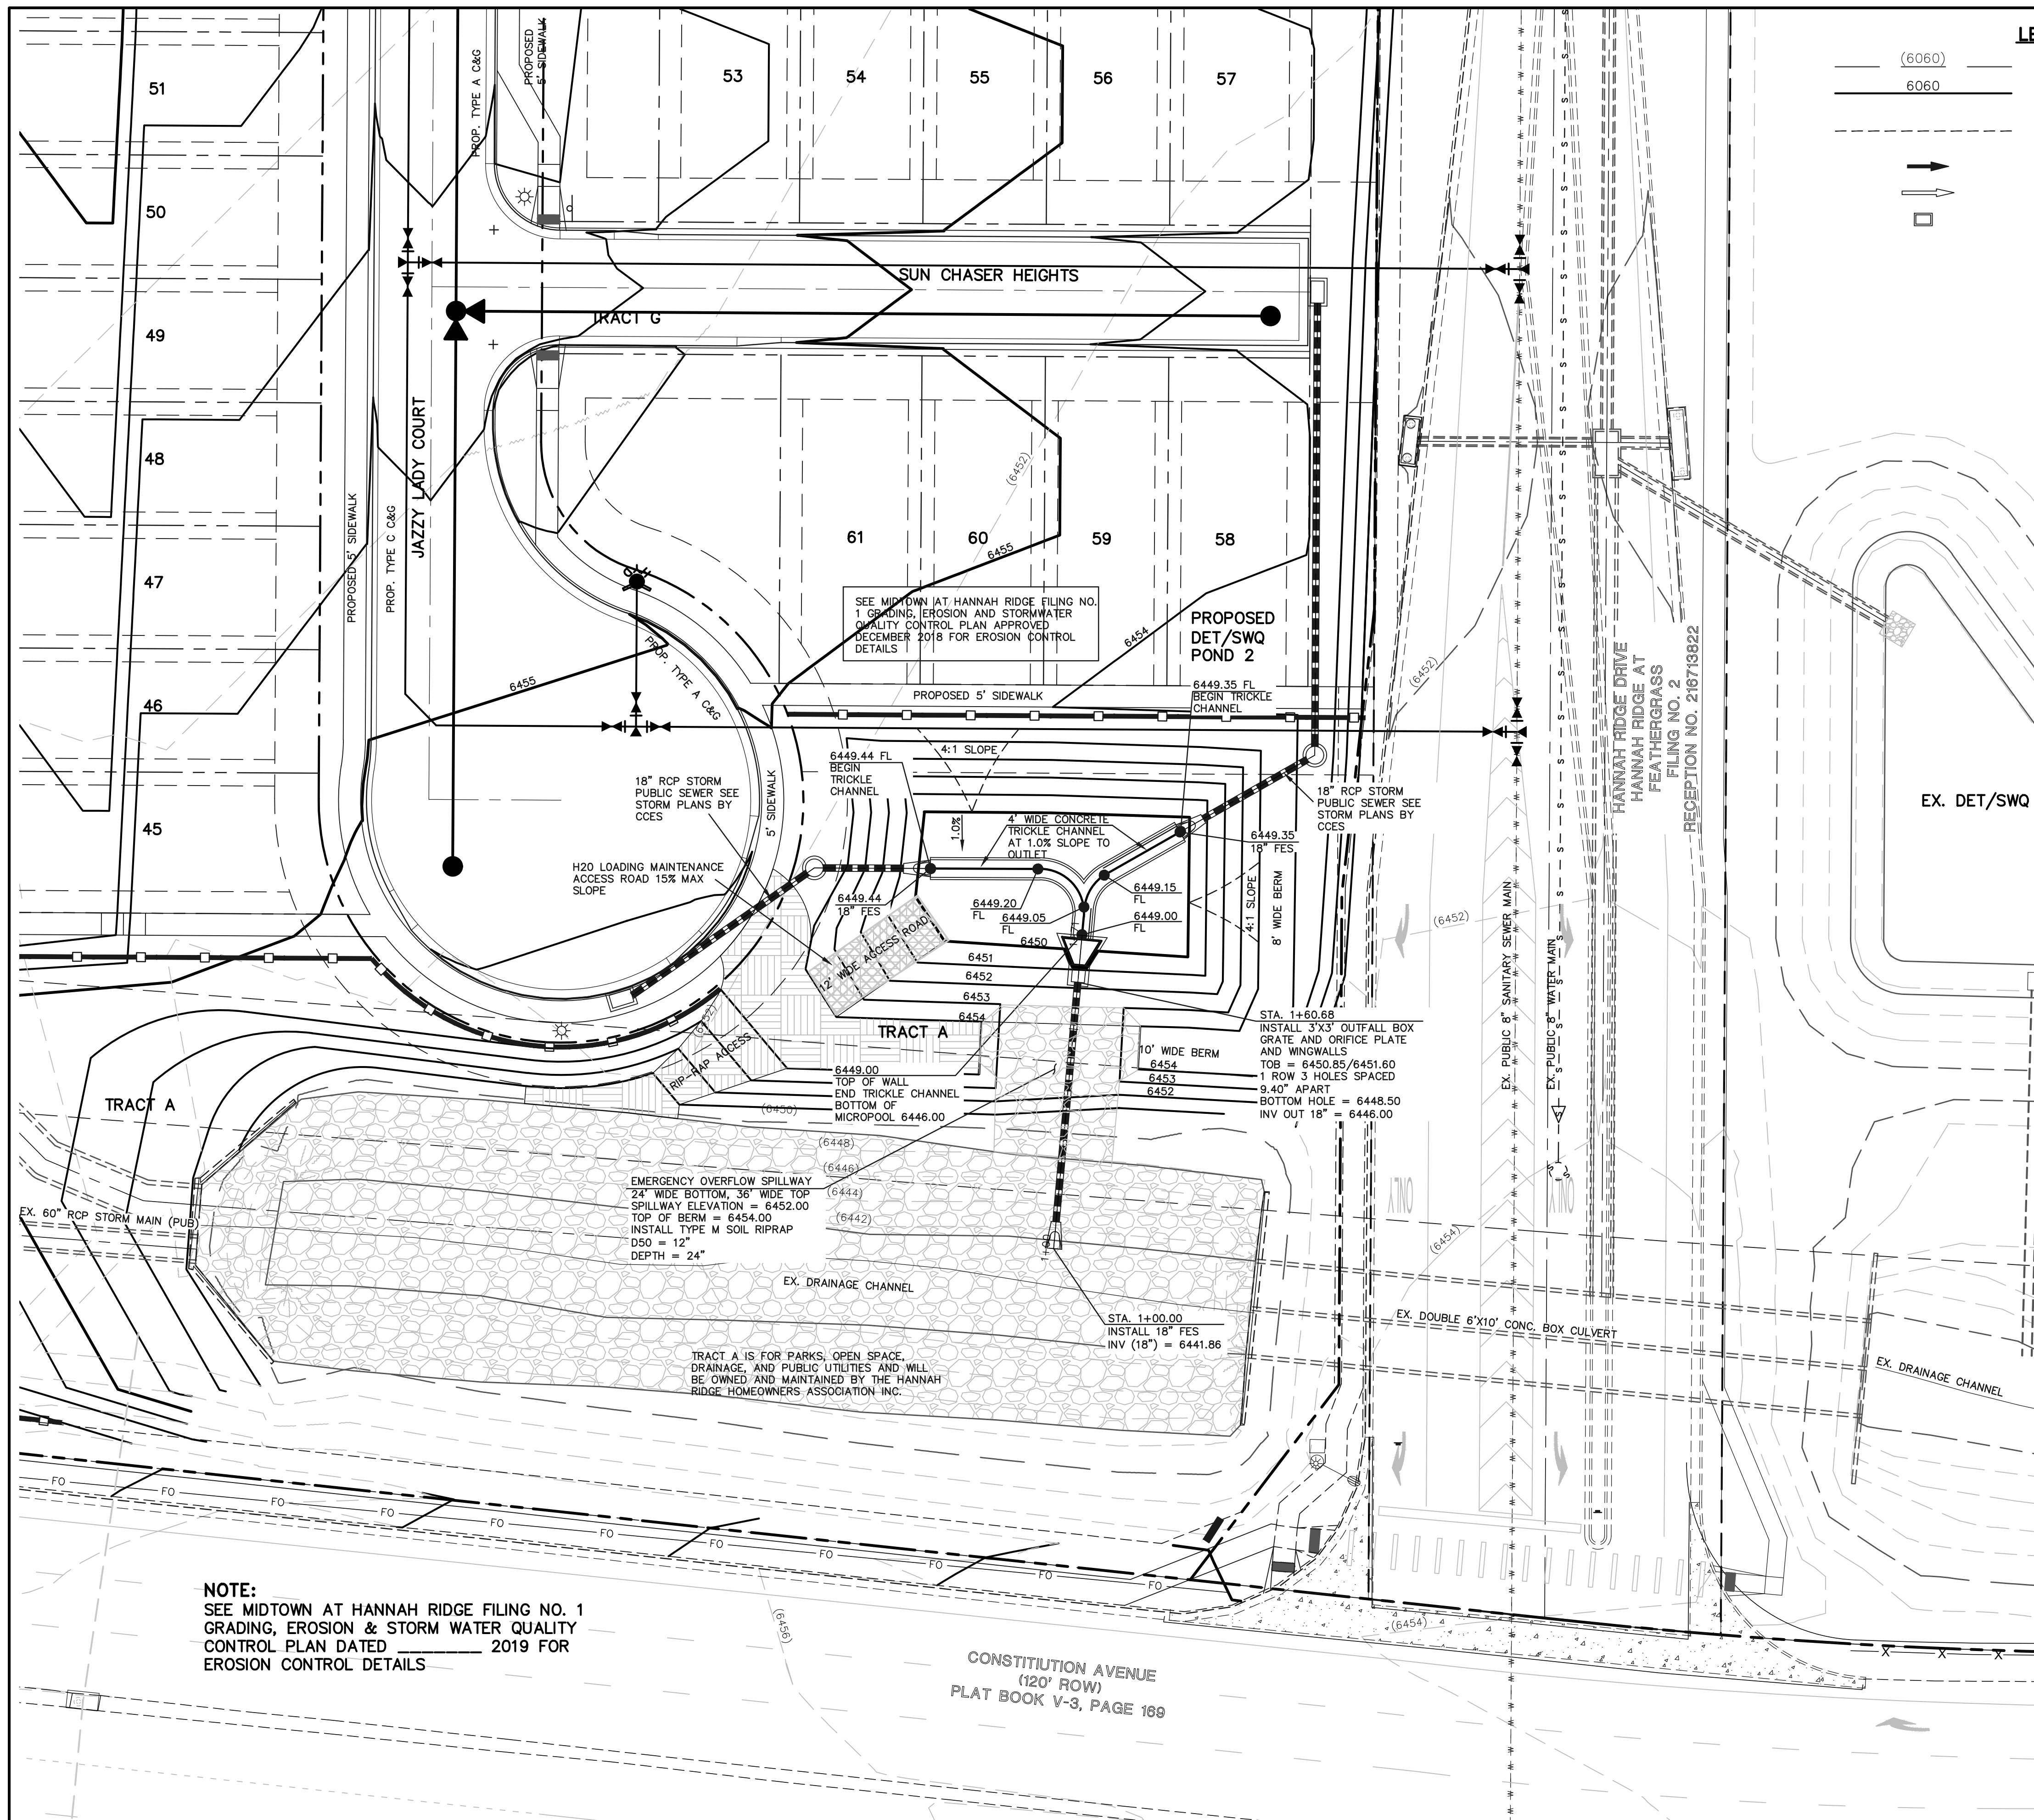 LE
(6060)
6060
51
50
49
48
47
46
45
53
54
55
56
57
61
60
59
58
PROP. TYPE A C&G
PROPOSED
5' SIDEWALK
SUN CHASER HEIGHTS
TRACT G
JAZZY LADY COURT
PROPOSED 5' SIDEWALK
PROP. TYPE C C&G
(6452)
6455
SEE MIDTOWN AT HANNAH RIDGE FILING NO.
1 GRADING, EROSION AND STORMWATER
QUALITY CONTROL PLAN APPROVED
DECEMBER 2018 FOR EROSION CONTROL
DETAILS
6454
PROPOSED
DET/SWQ
POND 2
PROP. TYPE A C&G
6455
PROPOSED 5' SIDEWALK
6449.35 FL
BEGIN TRICKLE
CHANNEL
(6452)
HANNAH RIDGE DRIVE
HANNAH RIDGE AT
FEATHERGRASS
FILING NO. 2
RECEPTION NO. 216713822
EX. DET/SWQ
4:1 SLOPE
6449.44 FL
BEGIN
TRICKLE
CHANNEL
18" RCP STORM
PUBLIC SEWER SEE
STORM PLANS BY
CCES
5' SIDEWALK
18" RCP STORM
PUBLIC SEWER SEE
STORM PLANS BY
CCES
1.0%
4' WIDE CONCRETE
TRICKLE CHANNEL
AT 1.0% SLOPE TO
OUTLET
6449.35
18" FES
H20 LOADING MAINTENANCE
ACCESS ROAD 15% MAX
SLOPE
6449.44
18" FES
6449.20
FL
6449.05
FL
6449.15
FL
6449.00
FL
4:1 SLOPE
8' WIDE BERM
12' WIDE ACCESS ROAD
6450
6451
6452
6453
6454
TRACT A
(6452)
RIP-RAP ACCESS
10' WIDE BERM
6454
6453
6452
STA. 1+60.68
INSTALL 3'X3' OUTFALL BOX
GRATE AND ORIFICE PLATE
AND WINGWALLS
TOB = 6450.85/6451.60
1 ROW 3 HOLES SPACED
9.40" APART
BOTTOM HOLE = 6448.50
INV OUT 18" = 6446.00
EX. PUBLIC 8" SANITARY SEWER MAIN
EX. PUBLIC 8" WATER MAIN
(6452)
6449.00
TOP OF WALL
END TRICKLE CHANNEL
BOTTOM OF
MICROPOOL 6446.00
TRACT A
(6450)
(6448)
(6446)
(6444)
(6442)
EMERGENCY OVERFLOW SPILLWAY
24' WIDE BOTTOM, 36' WIDE TOP
SPILLWAY ELEVATION = 6452.00
TOP OF BERM = 6454.00
INSTALL TYPE M SOIL RIPRAP
D50 = 12"
DEPTH = 24"
EX. 60" RCP STORM MAIN (PUB)
ONLY
ONLY
(6454)
1+00
EX. DRAINAGE CHANNEL
STA. 1+00.00
INSTALL 18" FES
INV (18") = 6441.86
EX. DOUBLE 6'X10' CONC. BOX CULVERT
EX. DRAINAGE CHANNEL
TRACT A IS FOR PARKS, OPEN SPACE,
DRAINAGE, AND PUBLIC UTILITIES AND WILL
BE OWNED AND MAINTAINED BY THE HANNAH
RIDGE HOMEOWNERS ASSOCIATION INC.
FO FO FO FO FO FO FO FO FO FO FO
NOTE:
SEE MIDTOWN AT HANNAH RIDGE FILING NO. 1
GRADING, EROSION & STORM WATER QUALITY
CONTROL PLAN DATED ________ 2019 FOR
EROSION CONTROL DETAILS
(6456)
(6454)
CONSTITIUTION AVENUE
(120' ROW)
PLAT BOOK V-3, PAGE 169
X X X